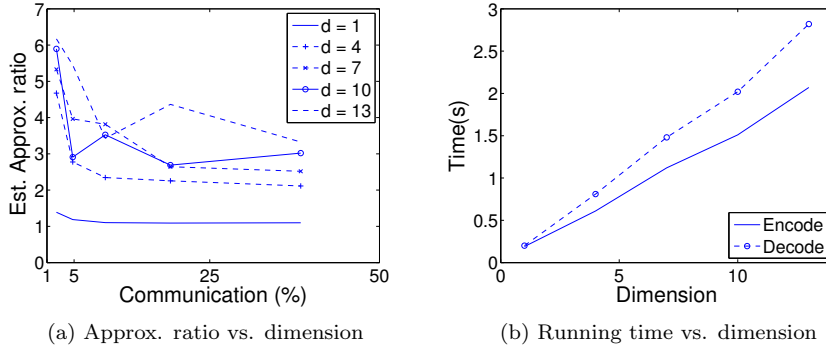 7
6
5
4
3
2
1
0
Est. Approx. ratio
1 5 25 50
Communication (%)
d = 1
d = 4
d = 7
d = 10
d = 13
(a) Approx. ratio vs. dimension
3
2.5
2
1.5
1
0.5
0
Time(s)
0 5 10
Dimension
Encode
Decode
(b) Running time vs. dimension